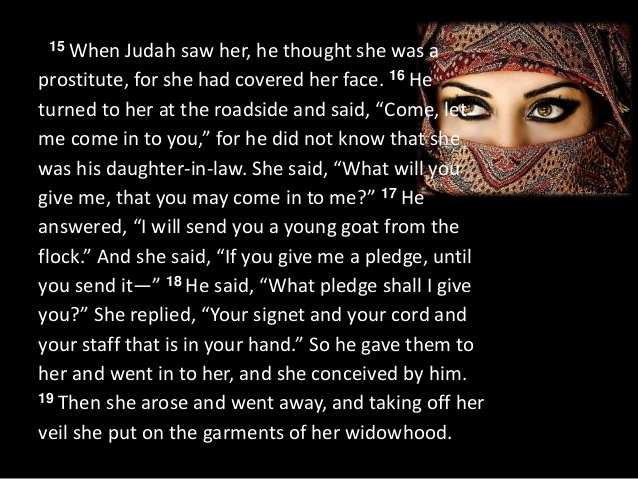 15 When Judah saw her, he thought she was a
prostitute, for she had covered her face. 16 He
turned to her at the roadside and said, “Come, let
me come in to you,” for he did not know that she
was his daughter-in-law. She said, “What will you
give me, that you may come in to me?” 17 He
answered, “I will send you a young goat from the
flock.” And she said, “If you give me a pledge, until
you send it—” 18 He said, “What pledge shall I give
you?” She replied, “Your signet and your cord and
your staff that is in your hand.” So he gave them to
her and went in to her, and she conceived by him.
19 Then she arose and went away, and taking off her
veil she put on the garments of her widowhood.